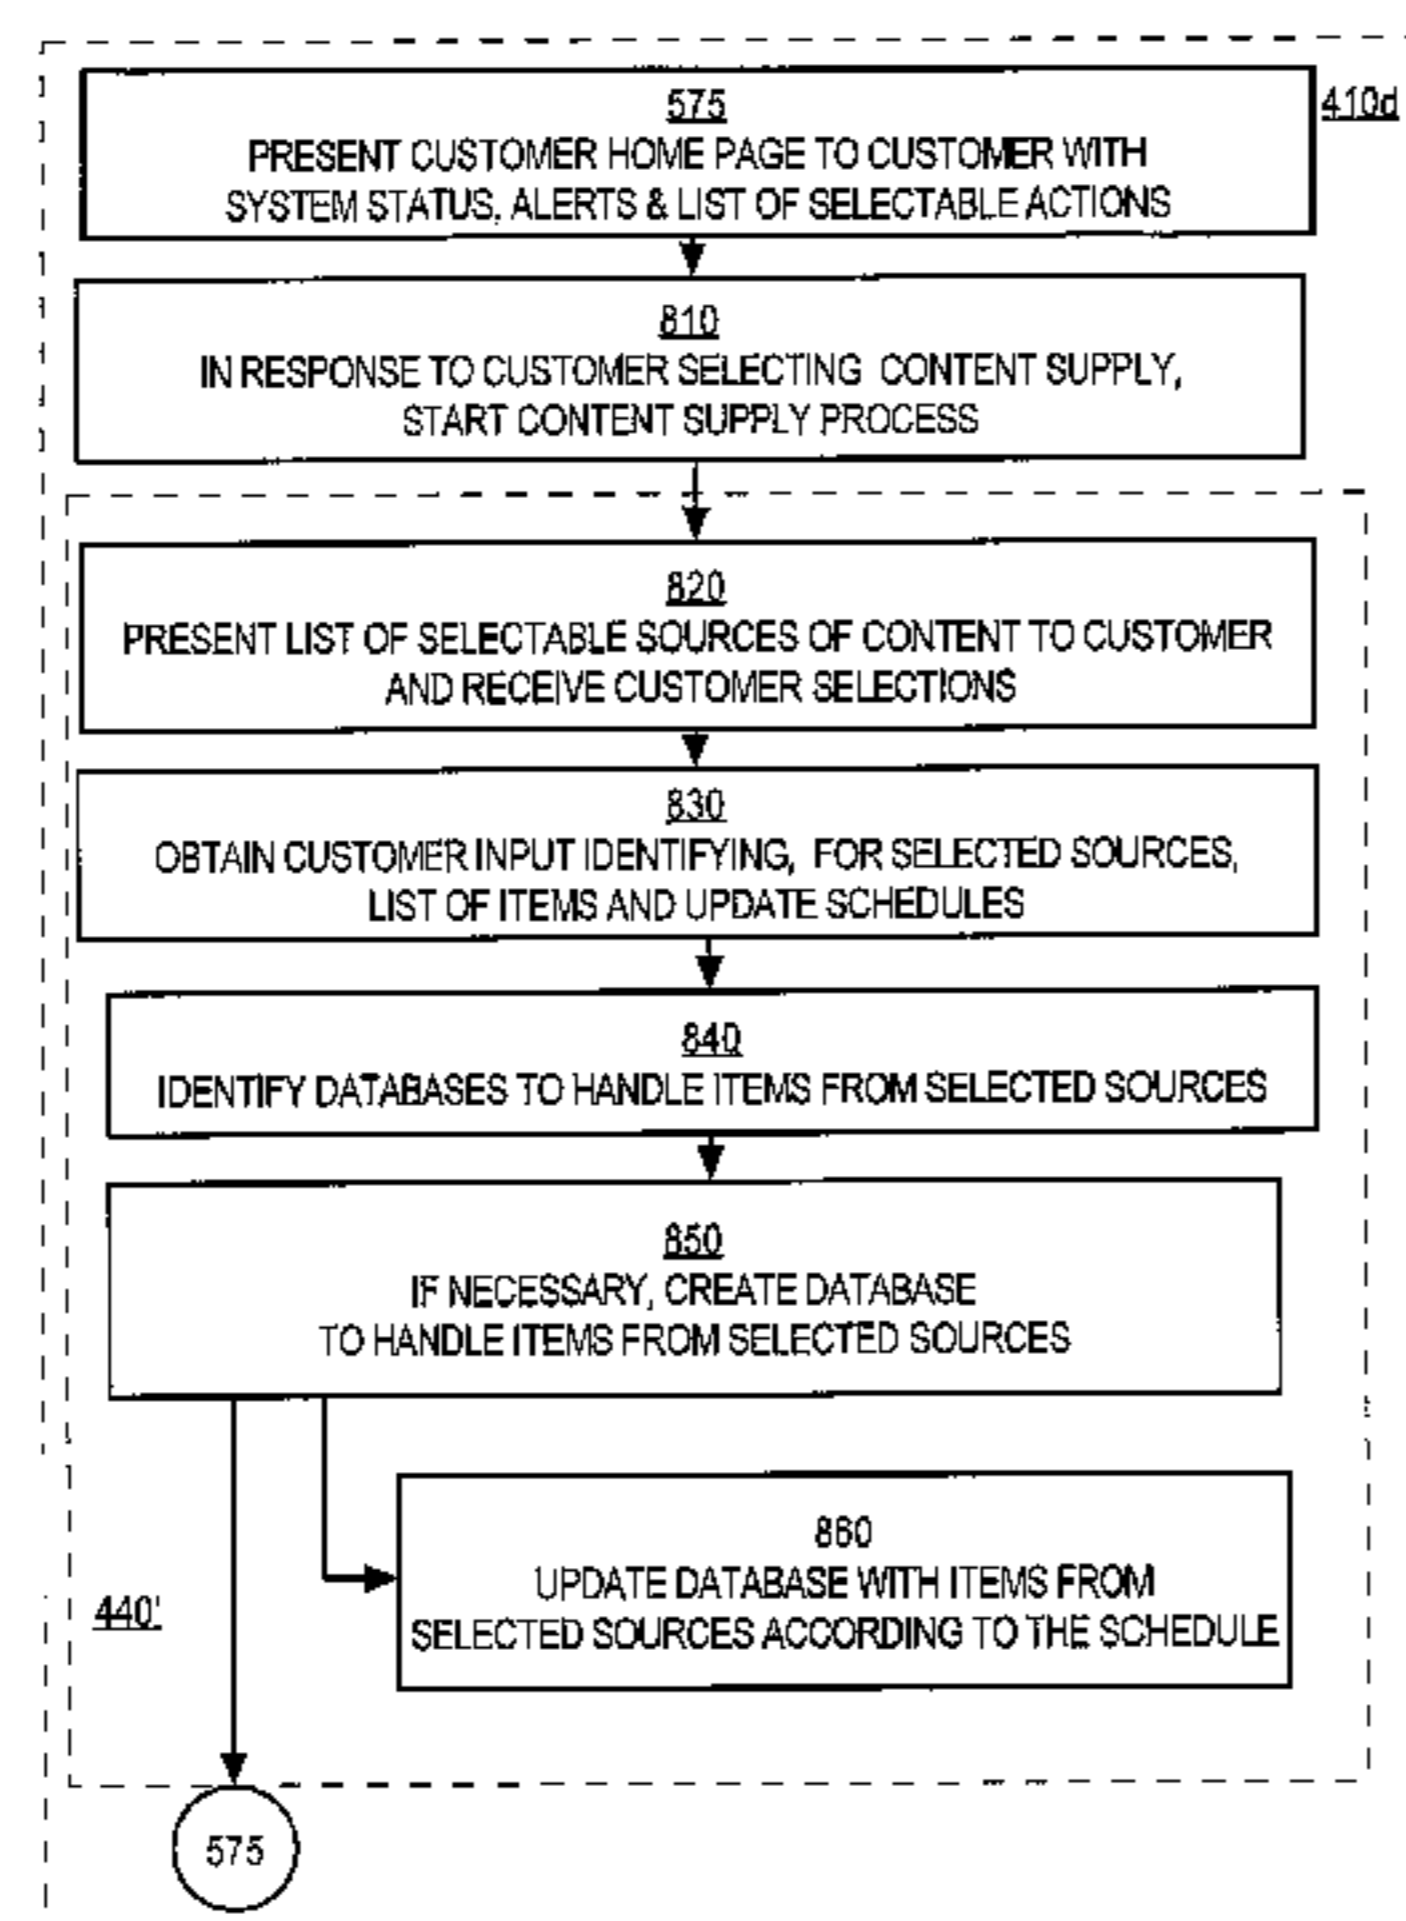 575
410d
PRESENT CUSTOMER HOME PAGE TO CUSTOMER WITH
SYSTEM STATUS, ALERTS & LIST OF SELECTABLE ACTIONS
810
IN RESPONSE TO CUSTOMER SELECTING CONTENT SUPPLY,
START CONTENT SUPPLY PROCESS
820
PRESENT LIST OF SELECTABLE SOURCES OF CONTENT TO CUSTOMER
AND RECEIVE CUSTOMER SELECTIONS
830
OBTAIN CUSTOMER INPUT IDENTIFYING, FOR SELECTED SOURCES,
LIST OF ITEMS AND UPDATE SCHEDULES
840
IDENTIFY DATABASES TO HANDLE ITEMS FROM SELECTED SOURCES
850
IF NECESSARY, CREATE DATABASE
TO HANDLE ITEMS FROM SELECTED SOURCES
860
UPDATE DATABASE WITH ITEMS FROM
SELECTED SOURCES ACCORDING TO THE SCHEDULE
440'
575